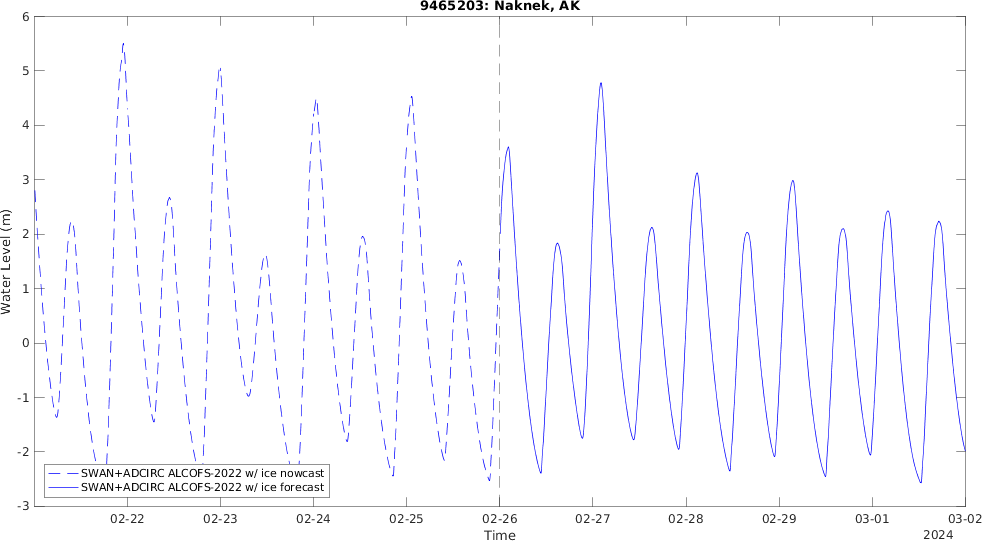 9465203: Naknek, AK
6
5
4
3
2
1
0
-1
-2
-3
Water Level (m)
SWAN+ADCIRC ALCOFS-2022 w/ ice nowcast
SWAN+ADCIRC ALCOFS-2022 w/ ice forecast
02-22 02-23 02-24 02-25 02-26 02-27 02-28 02-29 03-01 03-02
Time
2024